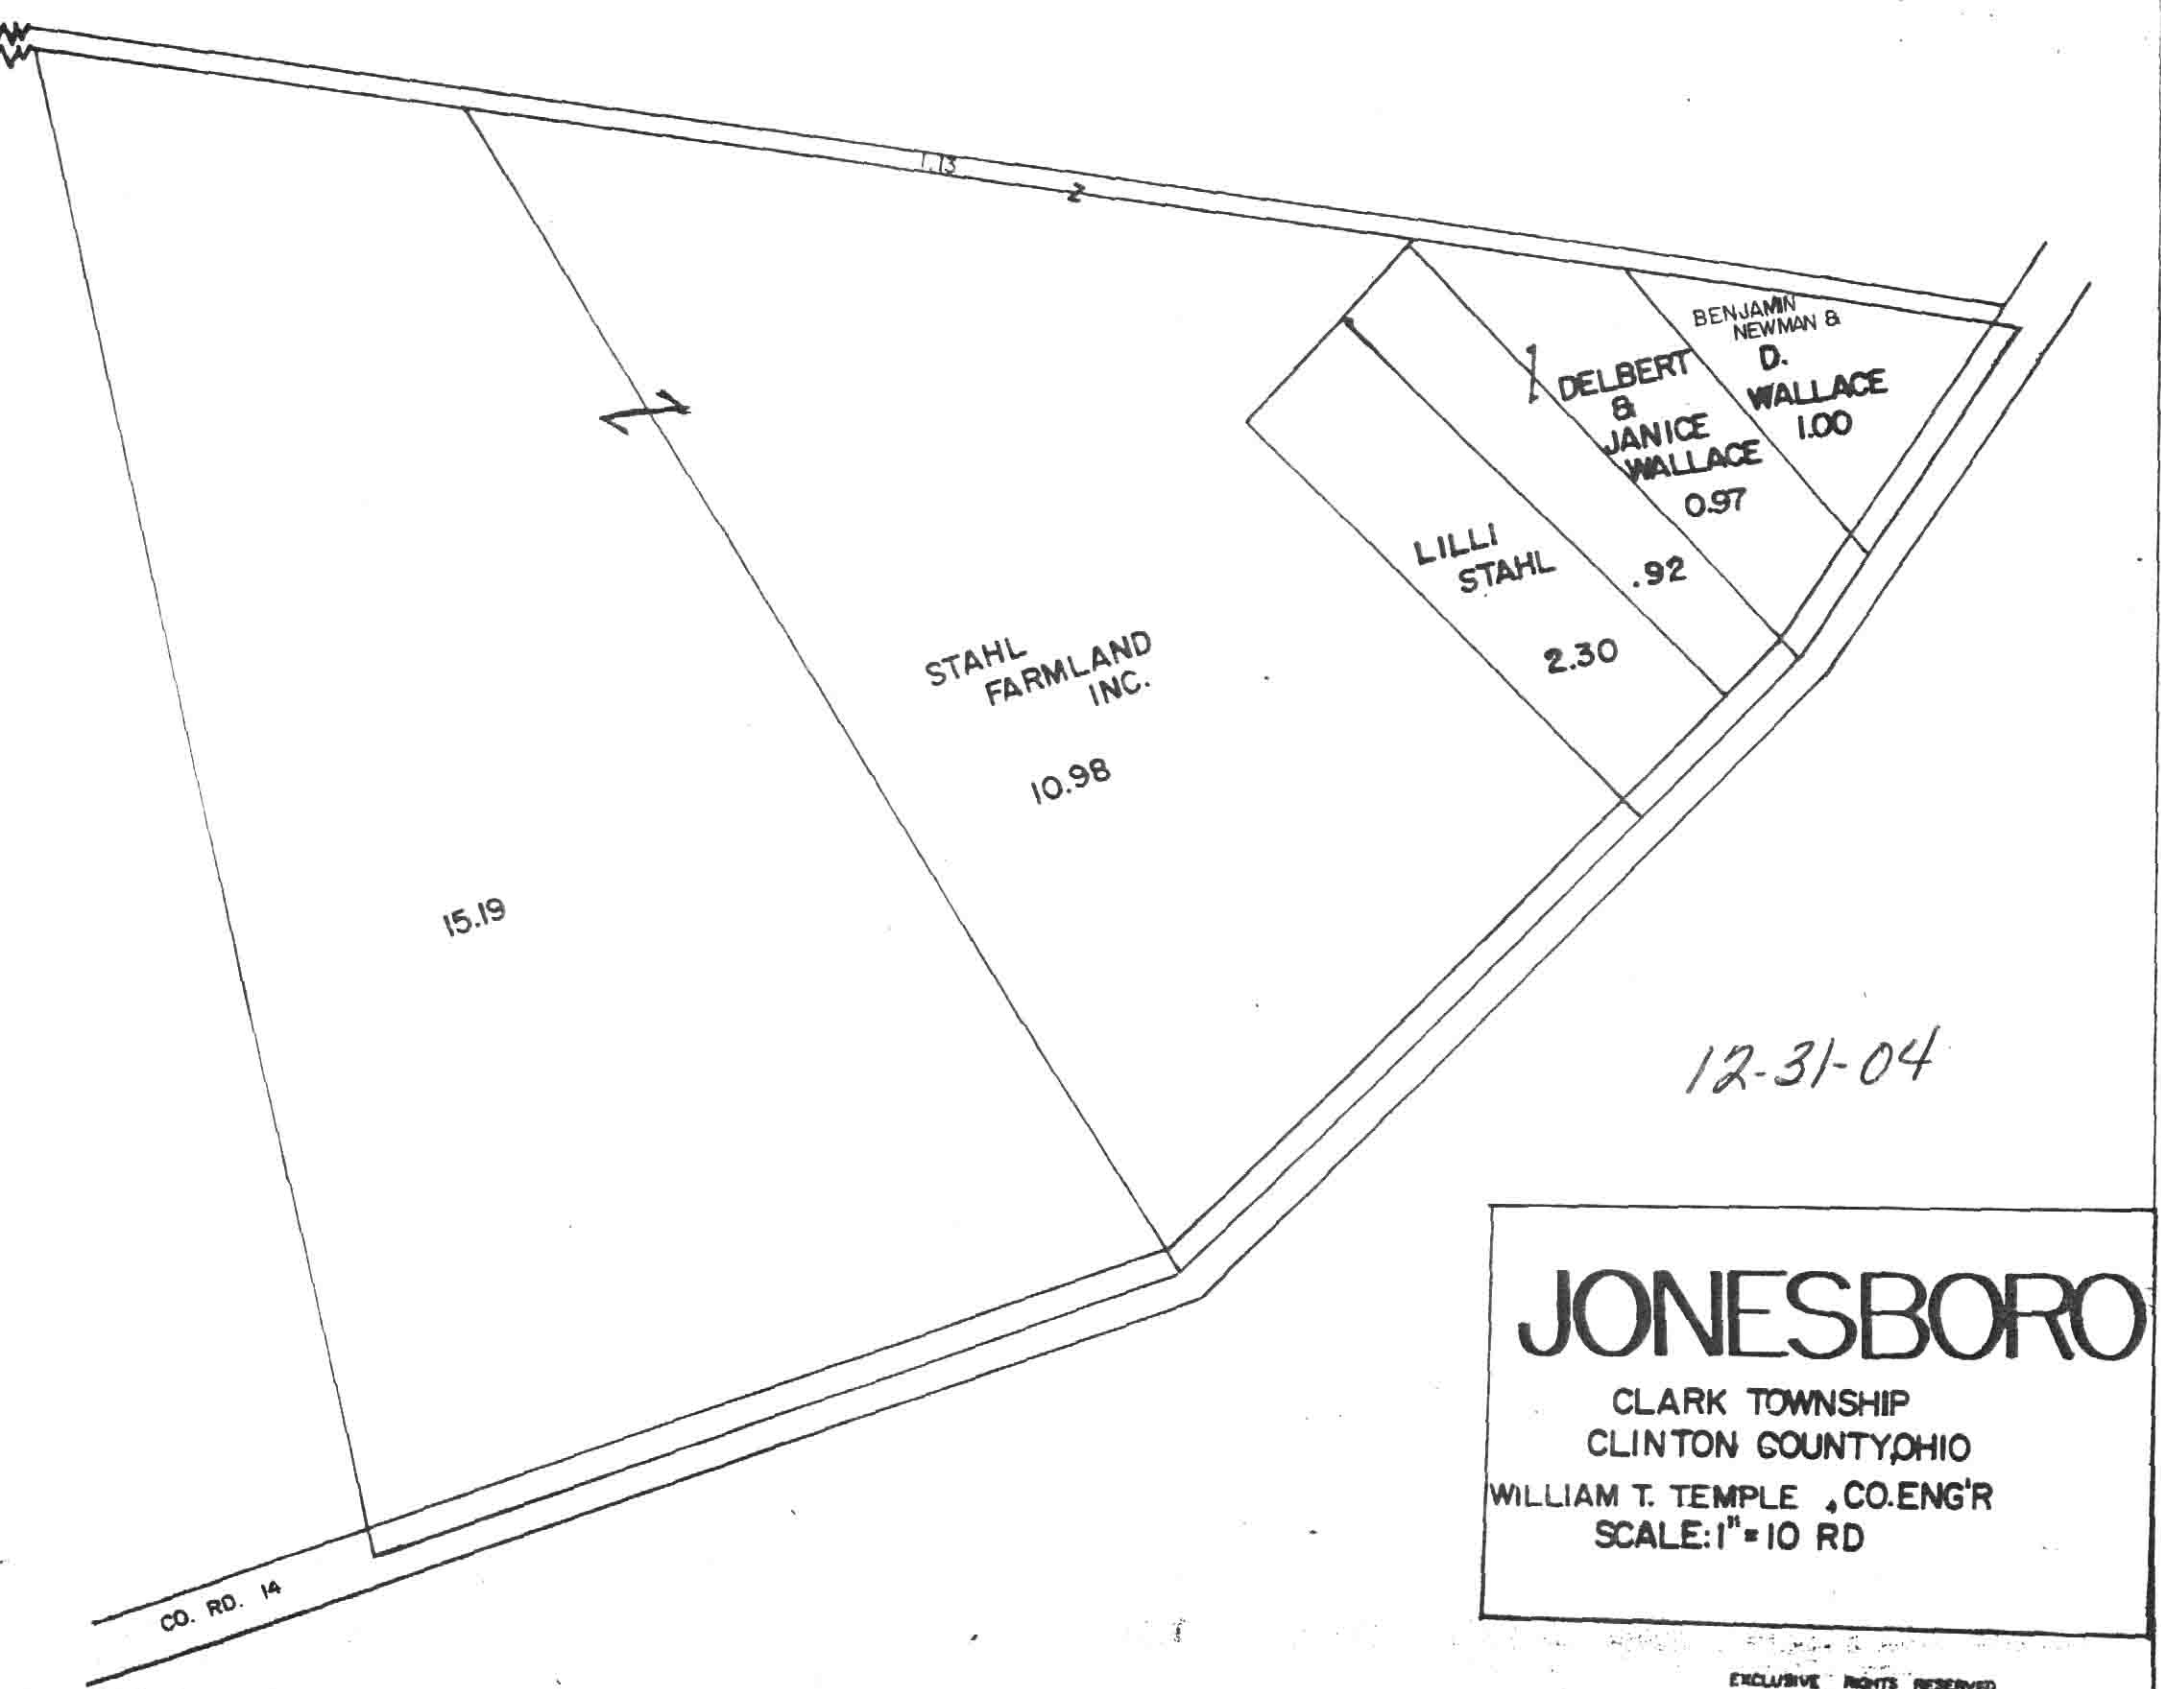 1.13
2
BENJAMIN
NEWMAN &
D.
WALLACE
1.00
DELBERT
&
JANICE
WALLACE
0.97
.92
LILLI
STAHL
2.30
STAHL
FARMLAND
INC.
10.98
15.19
12-31-04
CO. RD. 14
JONESBORO
CLARK TOWNSHIP
CLINTON COUNTY,OHIO
WILLIAM T. TEMPLE , CO.ENG'R
SCALE:1"=10 RD
EXCLUSIVE RIGHTS RESERVED